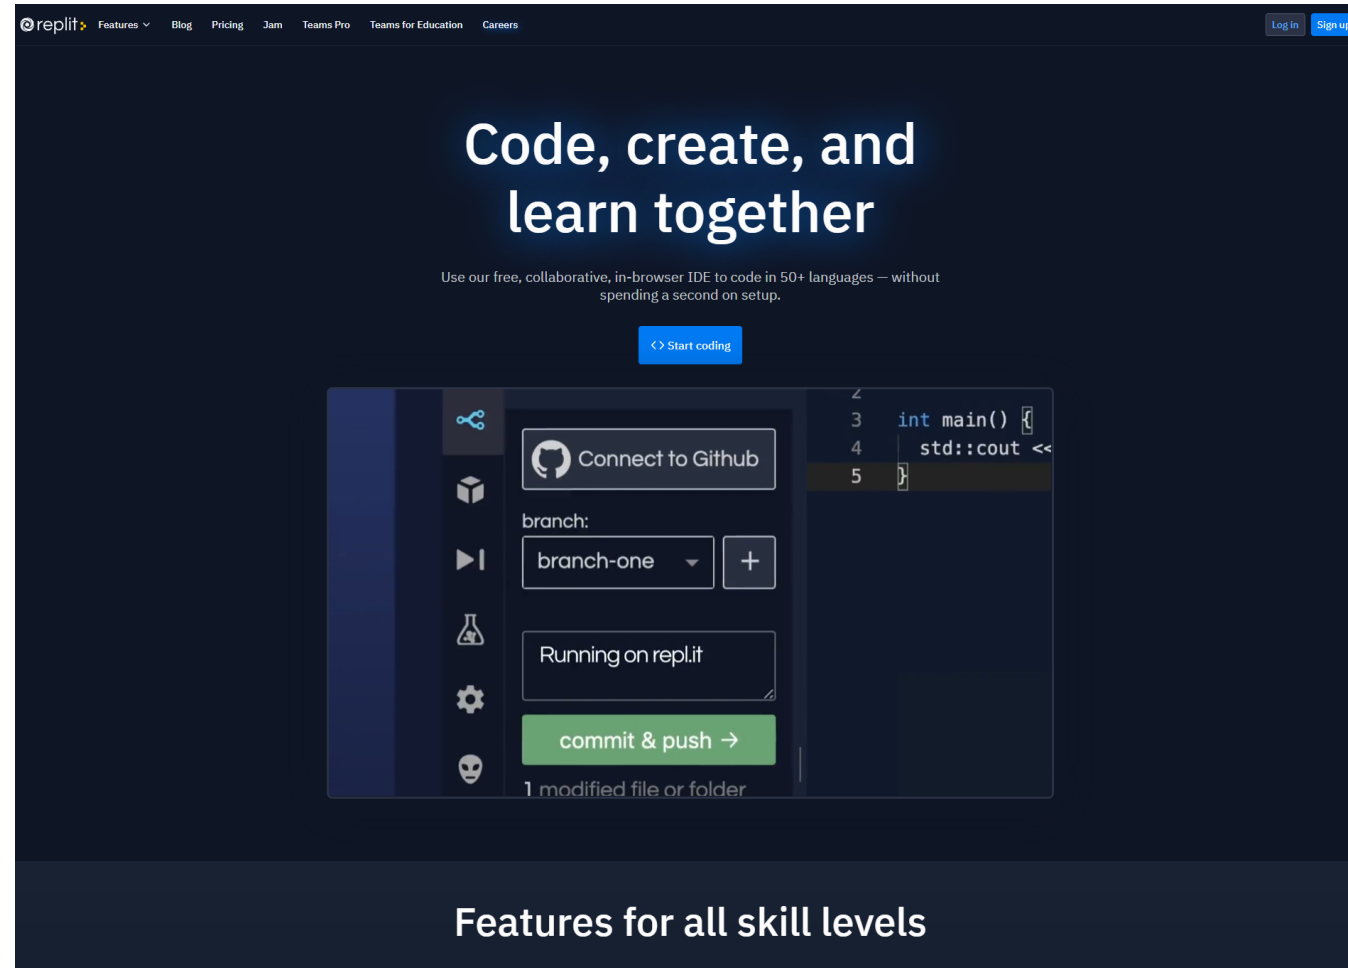 replit Features Blog Pricing Jam Teams Pro Teams for Education Careers Log in Sign up
Code, create, and
learn together
Use our free, collaborative, in-browser IDE to code in 50+ languages — without
spending a second on setup.
<> Start coding
Connect to Github
branch:
branch-one +
Running on repl.it
commit & push →
1 modified file or folder
2
3 int main() {
4 std::cout <<
5 }
Features for all skill levels